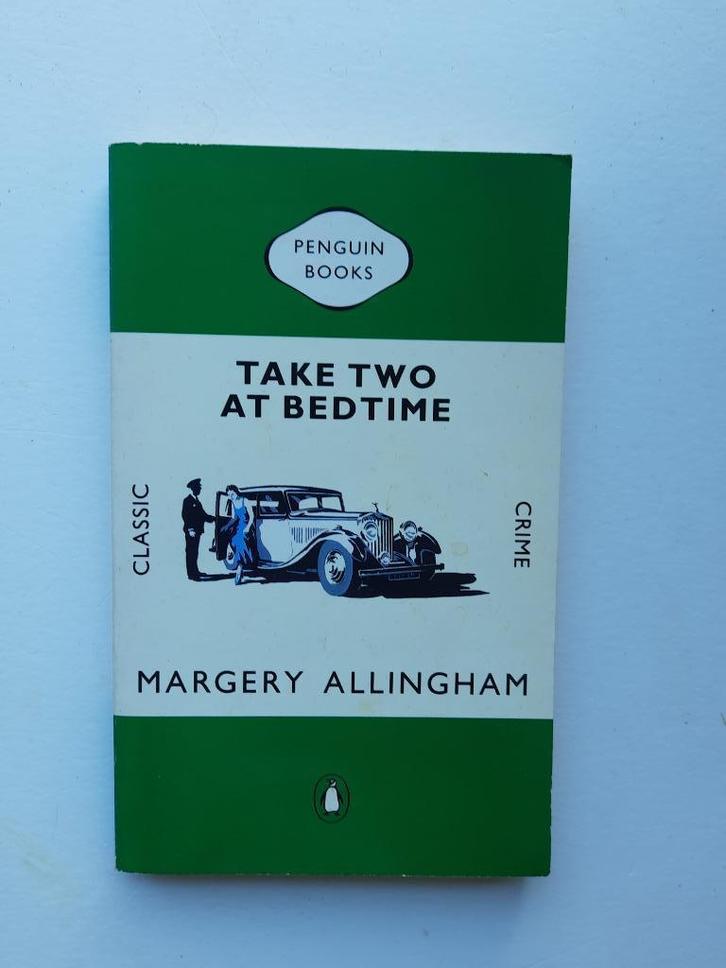 PENGUIN
BOOKS
TAKE TWO
AT BEDTIME
CLASSIC
CRIME
MARGERY ALLINGHAM